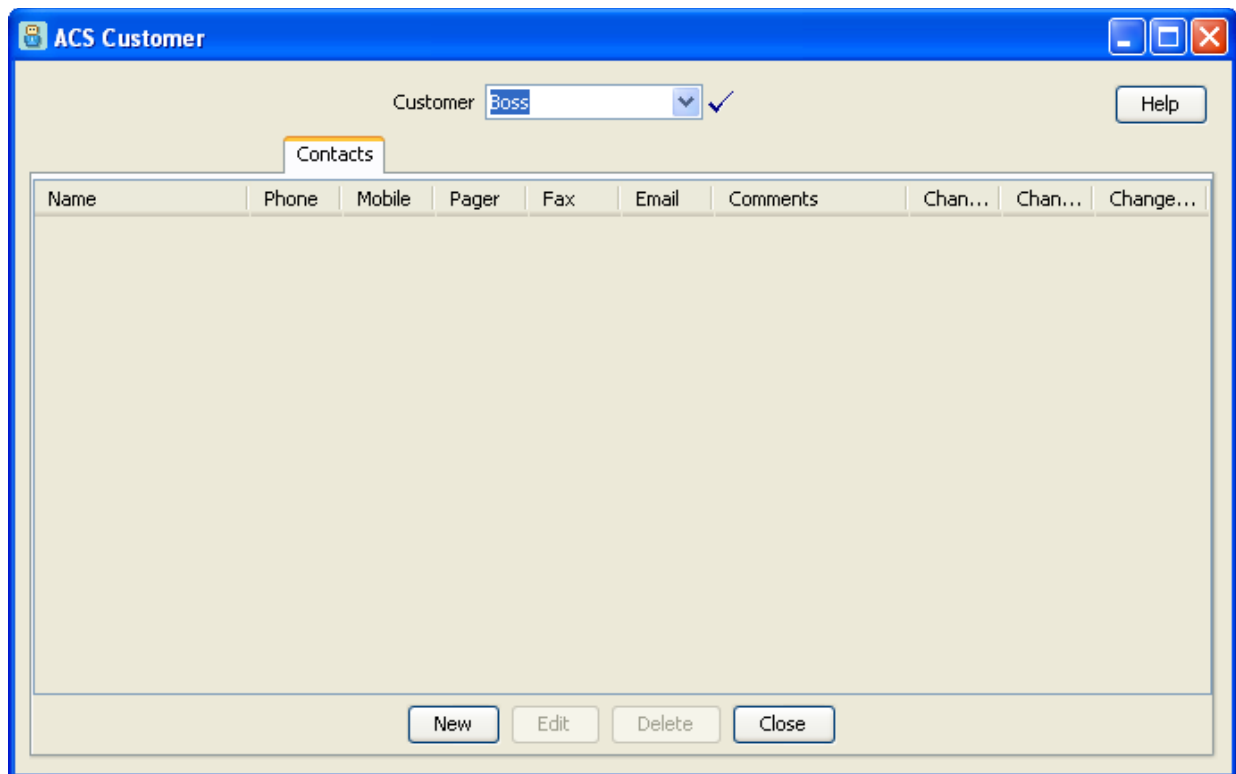 ACS Customer
Customer Boss
Help
Contacts
Name Phone Mobile Pager Fax Email Comments Chan... Chan... Change...
New Edit Delete Close